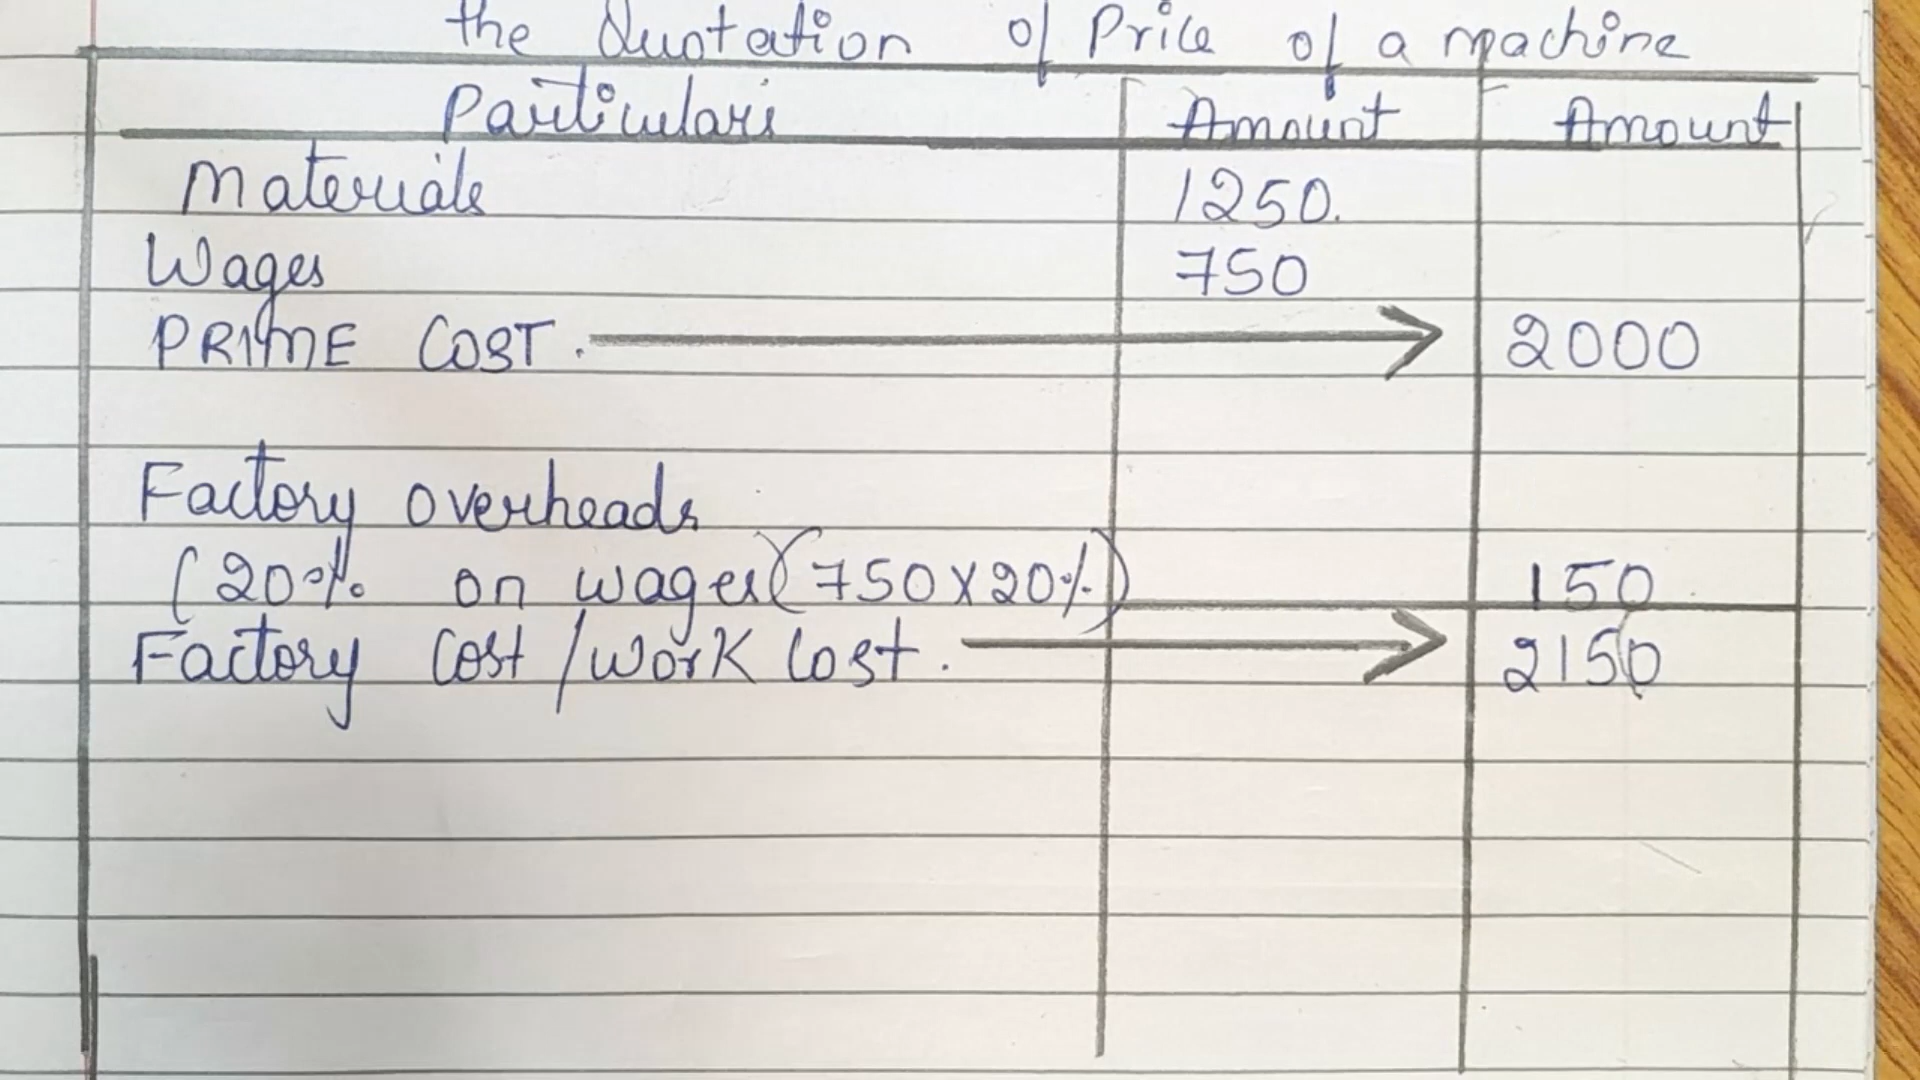 the Quotation of Price of a machine
Particulars Amount Amount
Materials 1250.
Wages 750
PRIME COST. 2000
Factory overheads
(20% on wages)(750x20%) 150
Factory Cost/Work Cost. 2150